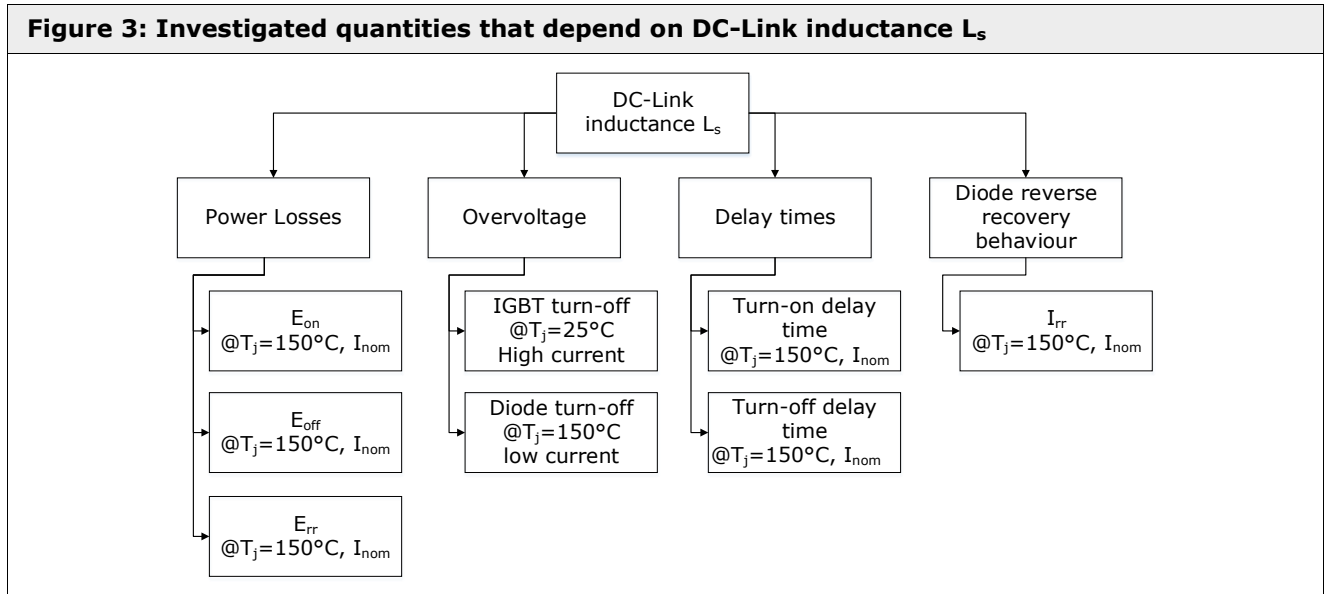 Figure 3: Investigated quantities that depend on DC-Link inductance Ls
DC-Link
inductance Ls
Power Losses
Overvoltage
Delay times
Diode reverse
recovery
behaviour
Eon
@Tj=150°C, Inom
Eoff
@Tj=150°C, Inom
Err
@Tj=150°C, Inom
IGBT turn-off
@Tj=25°C
High current
Diode turn-off
@Tj=150°C
low current
Turn-on delay
time
@Tj=150°C, Inom
Turn-off delay
time
@Tj=150°C, Inom
Irr
@Tj=150°C, Inom